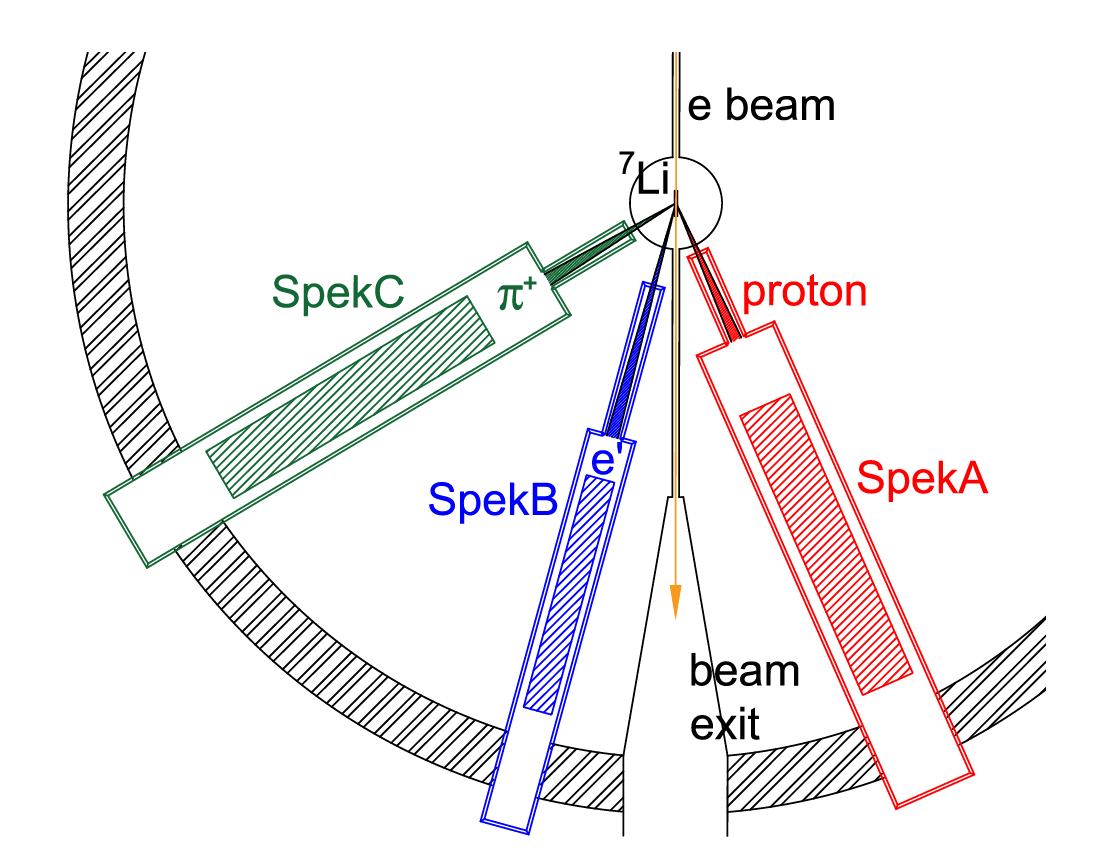 e beam
⁷Li
SpekC
π⁺
proton
SpekB
e'
SpekA
beam
exit